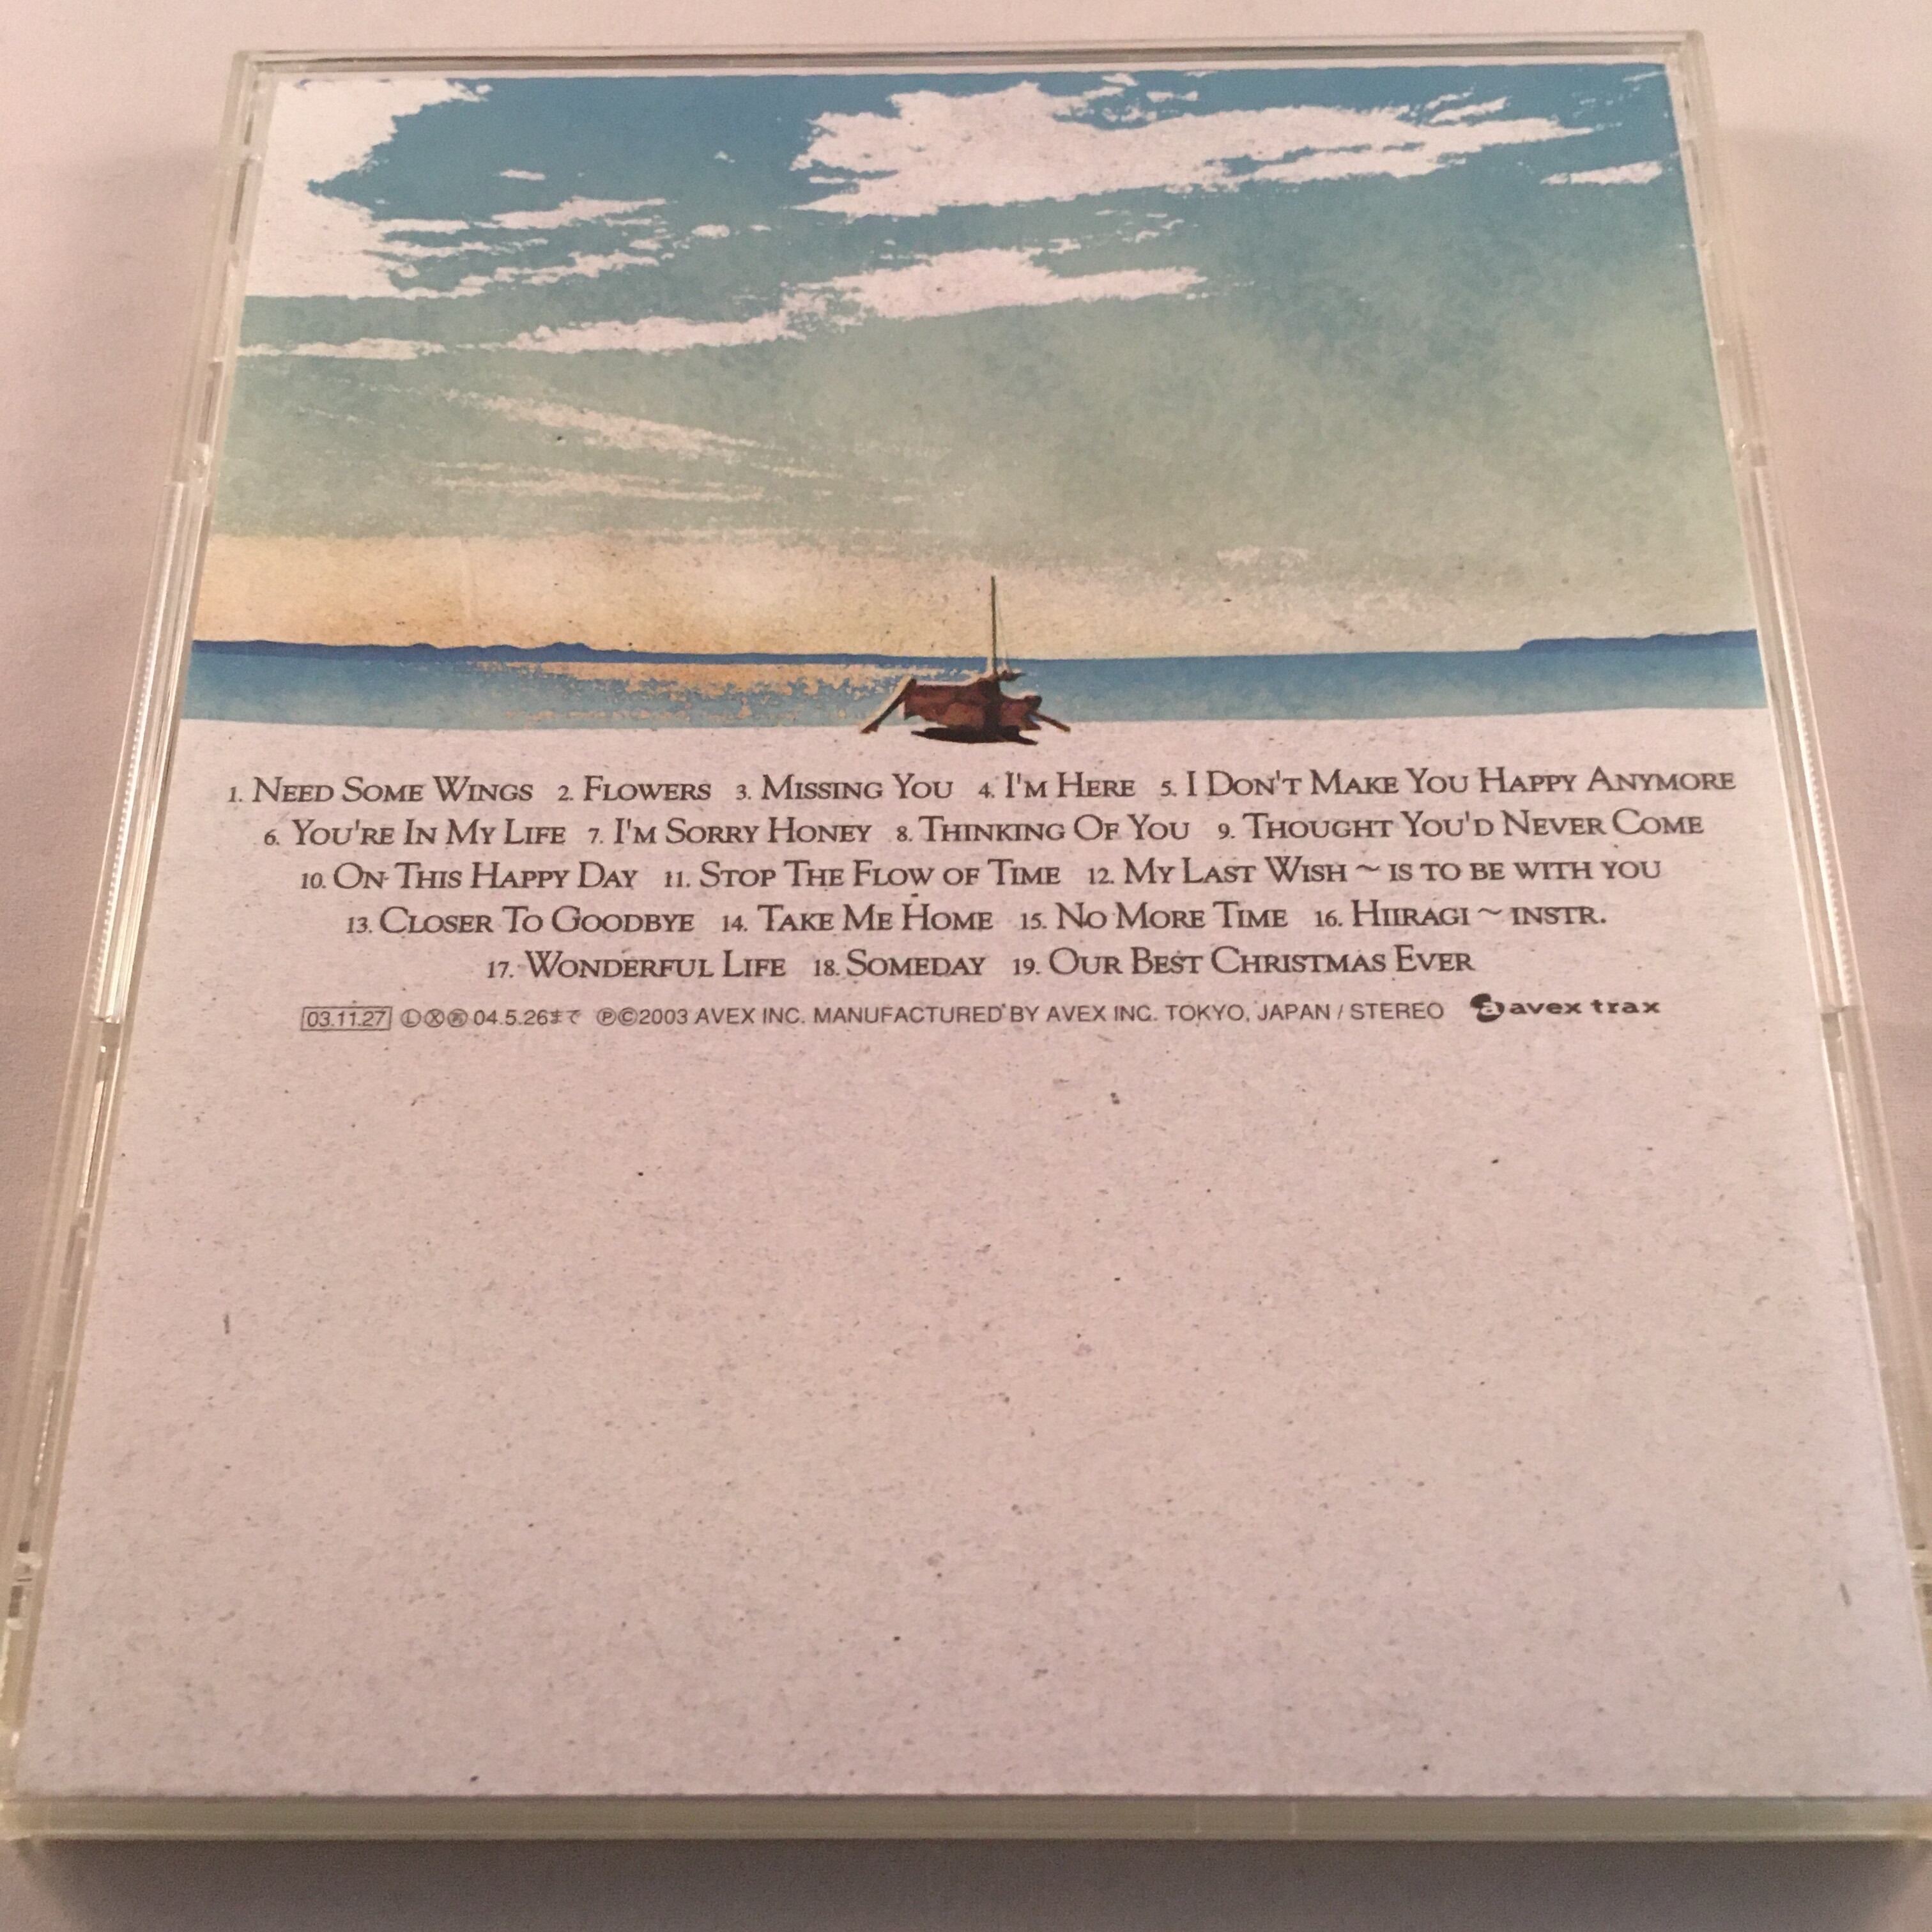 1. NEED SOME WINGS 2. FLOWERS 3. MISSING YOU 4. I'M HERE 5. I DON'T MAKE YOU HAPPY ANYMORE
6. YOU'RE IN MY LIFE 7. I'M SORRY HONEY 8. THINKING OF YOU 9. THOUGHT YOU'D NEVER COME
10. ON THIS HAPPY DAY 11. STOP THE FLOW OF TIME 12. MY LAST WISH ~ IS TO BE WITH YOU
13. CLOSER TO GOODBYE 14. TAKE ME HOME 15. NO MORE TIME 16. HIIRAGI ~ INSTR.
17. WONDERFUL LIFE 18. SOMEDAY 19. OUR BEST CHRISTMAS EVER
03.11.27 Ⓛ Ⓧ 04.5.26まで ℗©2003 AVEX INC. MANUFACTURED BY AVEX INC. TOKYO, JAPAN / STEREO avex trax